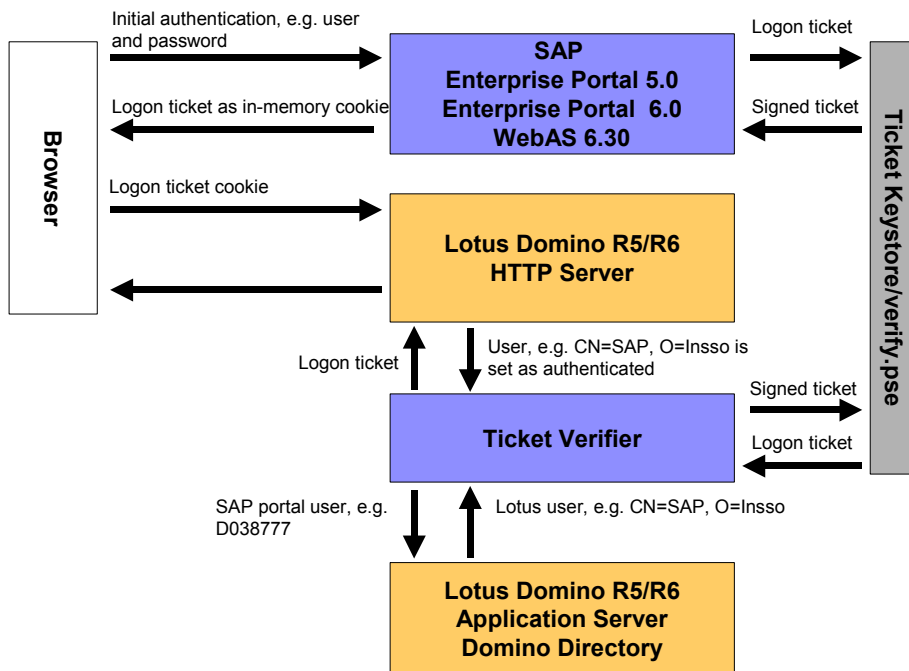 Initial authentication, e.g. user
and password
Logon ticket
SAP
Enterprise Portal 5.0
Enterprise Portal 6.0
WebAS 6.30
Logon ticket as in-memory cookie
Signed ticket
Browser
Ticket Keystore/verify.pse
Logon ticket cookie
Lotus Domino R5/R6
HTTP Server
Logon ticket
User, e.g. CN=SAP, O=Insso is
set as authenticated
Signed ticket
Ticket Verifier
Logon ticket
SAP portal user, e.g.
D038777
Lotus user, e.g. CN=SAP, O=Insso
Lotus Domino R5/R6
Application Server
Domino Directory